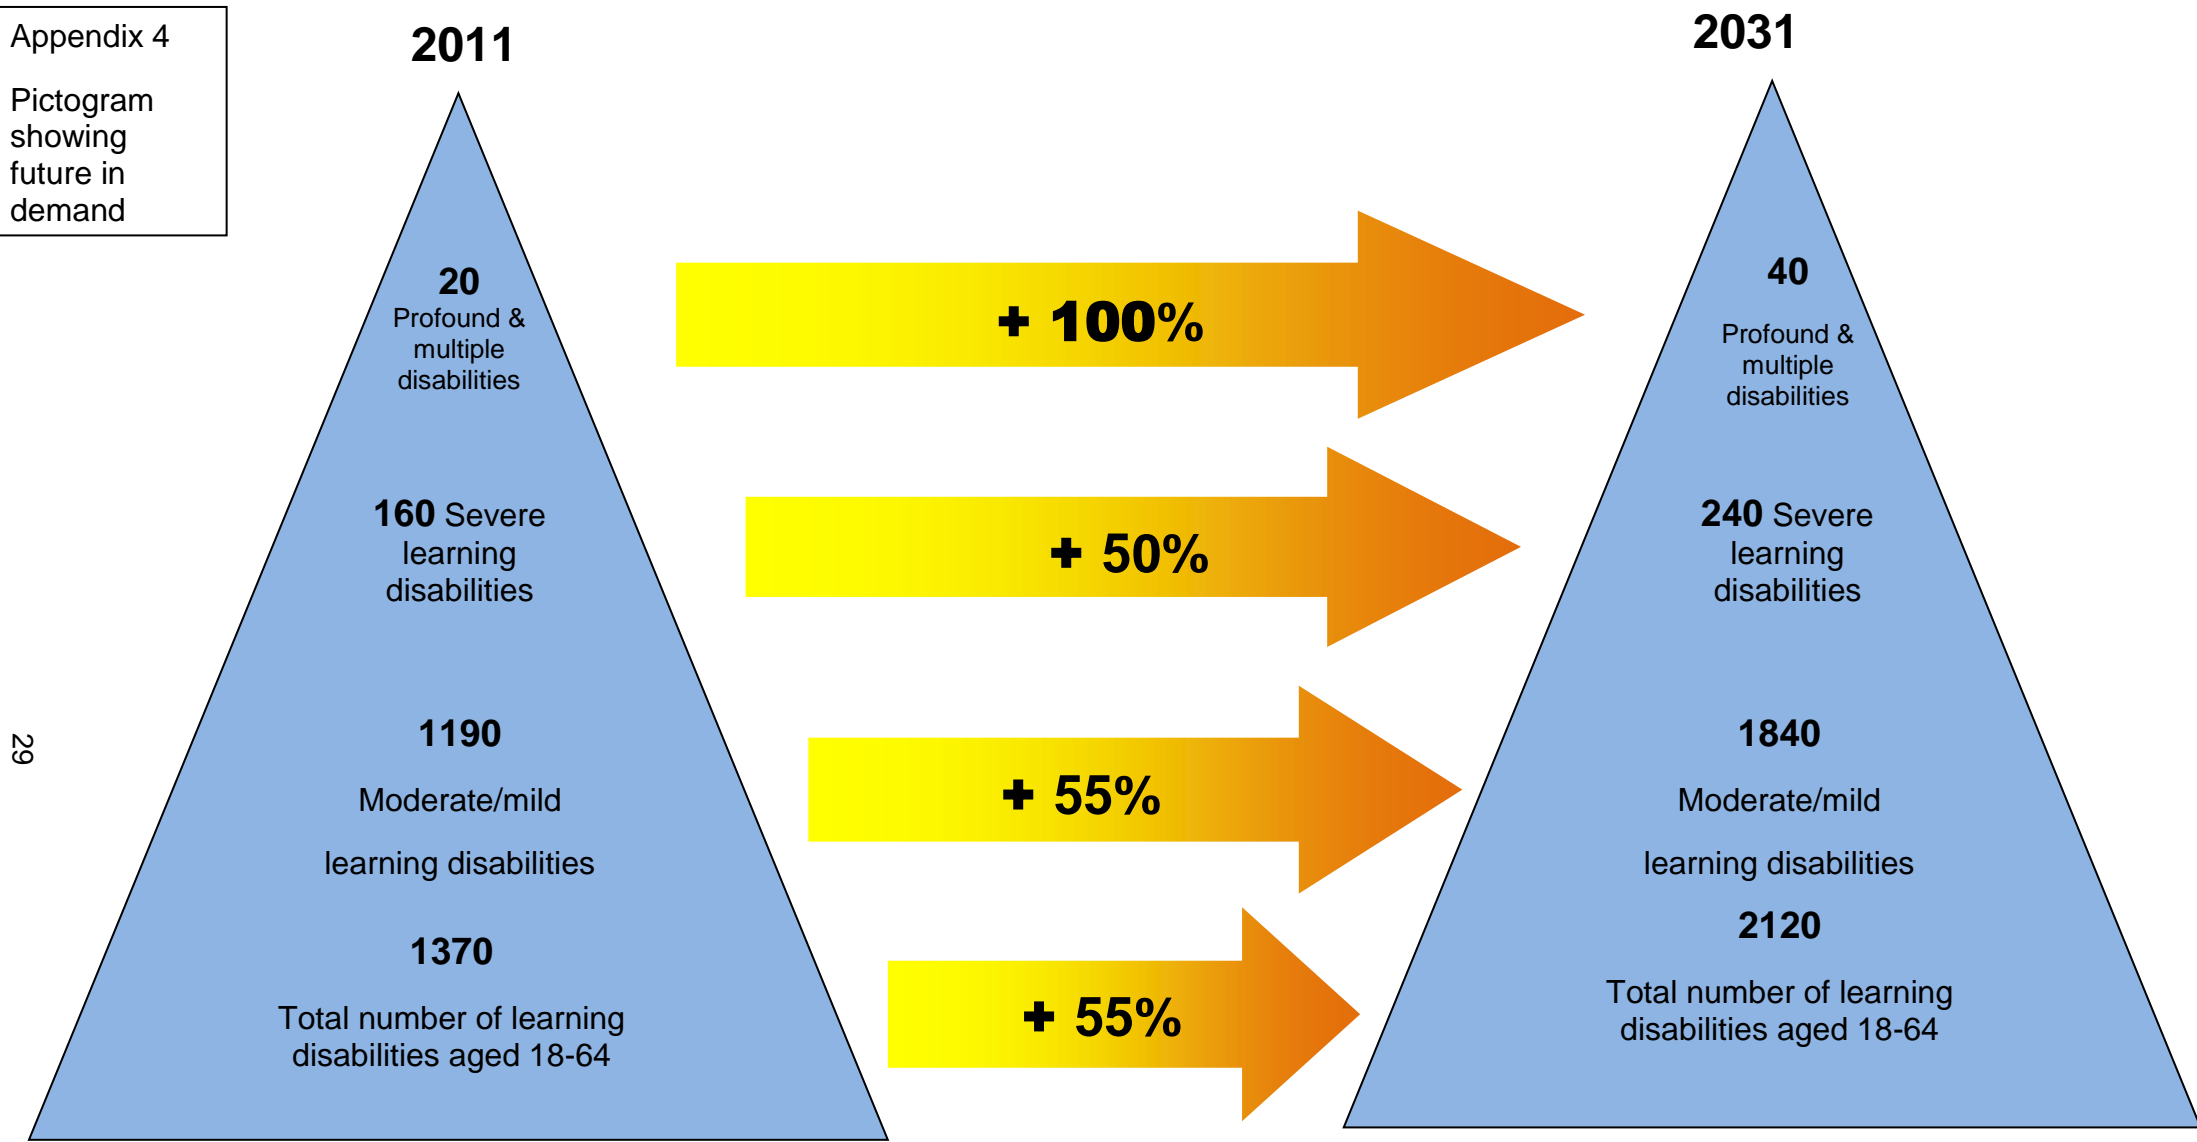 Appendix 4
Pictogram
showing
future in
demand
2011
20
Profound &
multiple
disabilities
160 Severe
learning
disabilities
1190
Moderate/mild
learning disabilities
1370
Total number of learning
disabilities aged 18-64
+ 100%
+ 50%
+ 55%
+ 55%
2031
40
Profound &
multiple
disabilities
240 Severe
learning
disabilities
1840
Moderate/mild
learning disabilities
2120
Total number of learning
disabilities aged 18-64
29